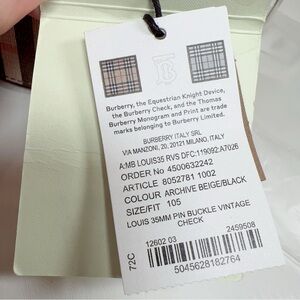 Burberry, the Equestrian Knight Device,
the Burberry Check, and the Thomas
Burberry Monogram and Print are trade
marks belonging to Burberry Limited.
BURBERRY ITALY SRL
VIA MANZONI, 20, 20121 MILANO, ITALY
A:MB LOUIS35 RVS DFC:119092:A7026
ORDER No 4500632242
ARTICLE 8052781 1002
COLOUR ARCHIVE BEIGE/BLACK
SIZE/FIT 105
LOUIS 35MM PIN BUCKLE VINTAGE
CHECK
72C
12602 03 2459508
5045628182764